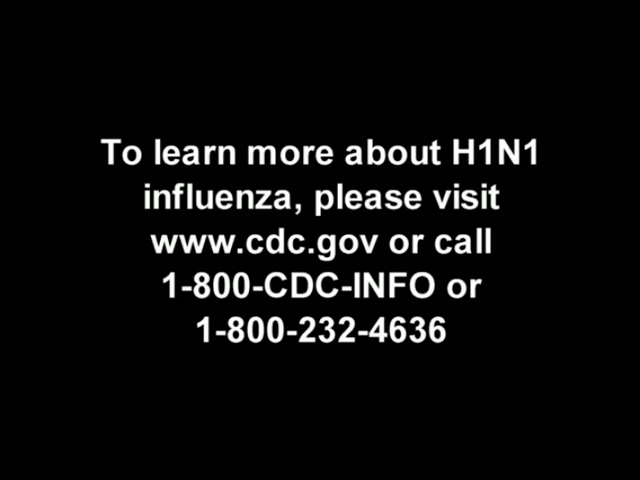 To learn more about H1N1
influenza, please visit
www.cdc.gov or call
1-800-CDC-INFO or
1-800-232-4636